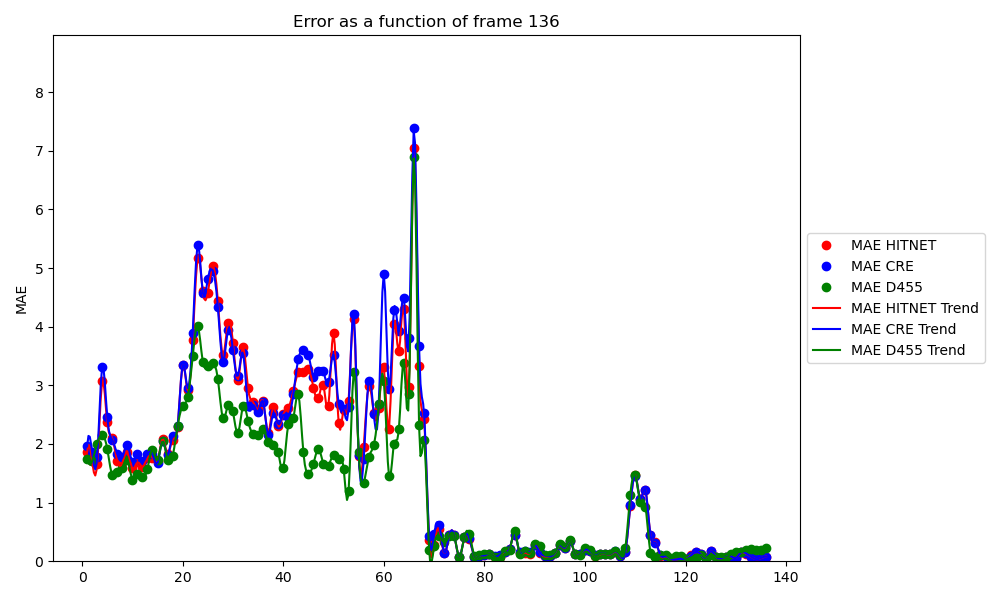 Error as a function of frame 136
MAE
8
7
6
5
4
3
2
1
0
0 20 40 60 80 100 120 140
MAE HITNET
MAE CRE
MAE D455
MAE HITNET Trend
MAE CRE Trend
MAE D455 Trend